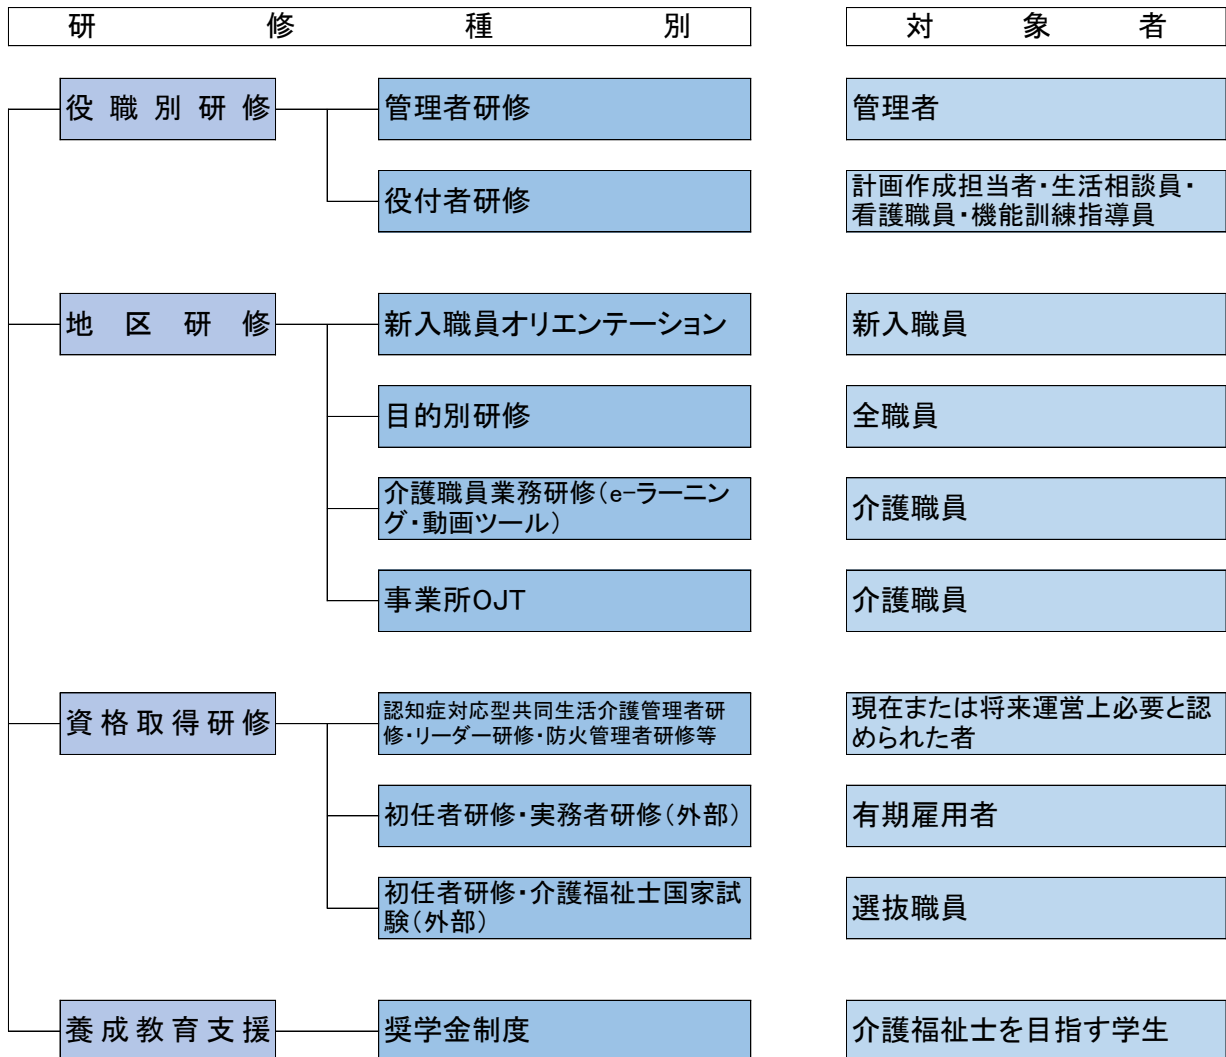 研修種別
対象者
役職別研修
管理者研修
管理者
役付者研修
計画作成担当者・生活相談員・
看護職員・機能訓練指導員
地区研修
新入職員オリエンテーション
新入職員
目的別研修
全職員
介護職員業務研修(e-ラーニン
グ・動画ツール)
介護職員
事業所OJT
介護職員
資格取得研修
認知症対応型共同生活介護管理者研
修・リーダー研修・防火管理者研修等
現在または将来運営上必要と認
められた者
初任者研修・実務者研修(外部)
有期雇用者
初任者研修・介護福祉士国家試
験(外部)
選抜職員
養成教育支援
奨学金制度
介護福祉士を目指す学生